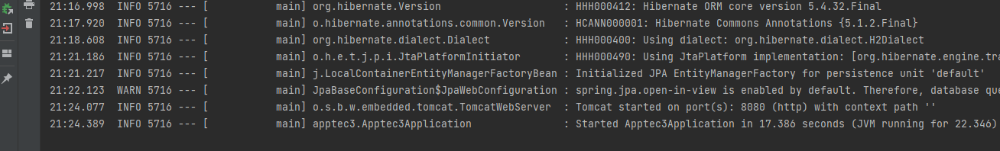 21:16.998  INFO 5716 --- [           main] org.hibernate.Version                    : HHH000412: Hibernate ORM core version 5.4.32.Final
21:17.920  INFO 5716 --- [           main] o.hibernate.annotations.common.Version   : HCANN000001: Hibernate Commons Annotations {5.1.2.Final}
21:18.608  INFO 5716 --- [           main] org.hibernate.dialect.Dialect            : HHH000400: Using dialect: org.hibernate.dialect.H2Dialect
21:21.186  INFO 5716 --- [           main] o.h.e.t.j.p.i.JtaPlatformInitiator       : HHH000490: Using JtaPlatform implementation: [org.hibernate.engine.tra
21:21.217  INFO 5716 --- [           main] j.LocalContainerEntityManagerFactoryBean : Initialized JPA EntityManagerFactory for persistence unit 'default'
21:22.123  WARN 5716 --- [           main] JpaBaseConfiguration$JpaWebConfiguration : spring.jpa.open-in-view is enabled by default. Therefore, database que
21:24.077  INFO 5716 --- [           main] o.s.b.w.embedded.tomcat.TomcatWebServer  : Tomcat started on port(s): 8080 (http) with context path ''
21:24.389  INFO 5716 --- [           main] apptec3.Apptec3Application               : Started Apptec3Application in 17.386 seconds (JVM running for 22.346)